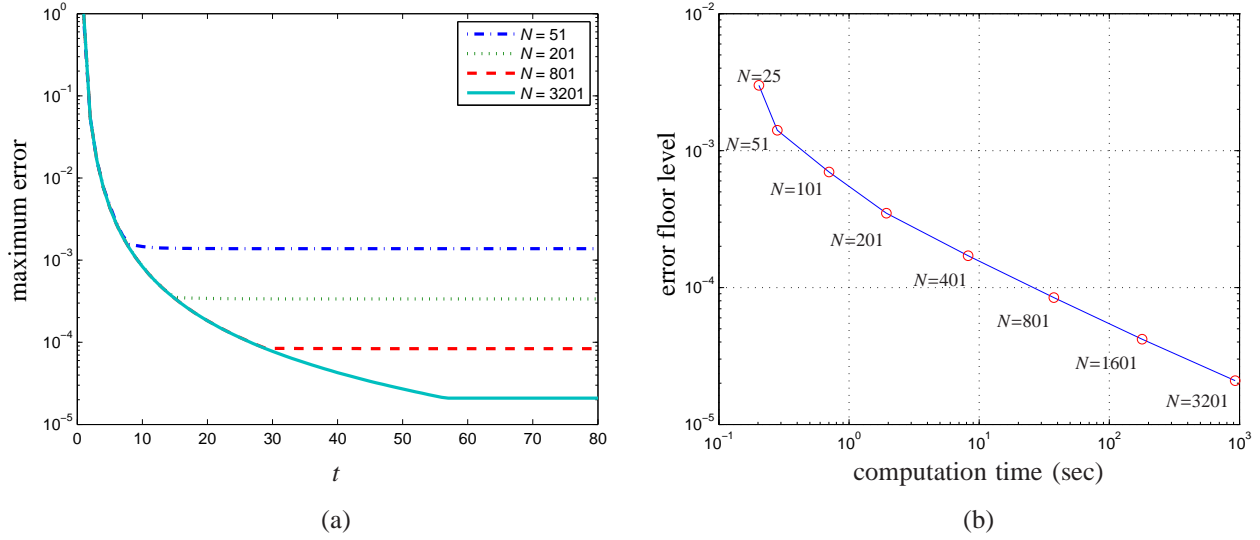 10^0
10^-1
10^-2
10^-3
10^-4
10^-5
maximum error
0 10 20 30 40 50 60 70 80
t
N = 51
N = 201
N = 801
N = 3201
(a)
10^-2
10^-3
10^-4
10^-5
error floor level
N=25
N=51
N=101
N=201
N=401
N=801
N=1601
N=3201
10^-1 10^0 10^1 10^2 10^3
computation time (sec)
(b)